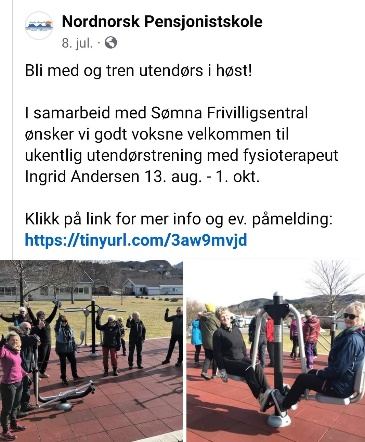 Nordnorsk Pensjonistskole
8. jul. ·
Bli med og tren utendørs i høst!
I samarbeid med Sømna Frivilligsentral
ønsker vi godt voksne velkommen til
ukentlig utendørstrening med fysioterapeut
Ingrid Andersen 13. aug. - 1. okt.
Klikk på link for mer info og ev. påmelding:
https://tinyurl.com/3aw9mvjd